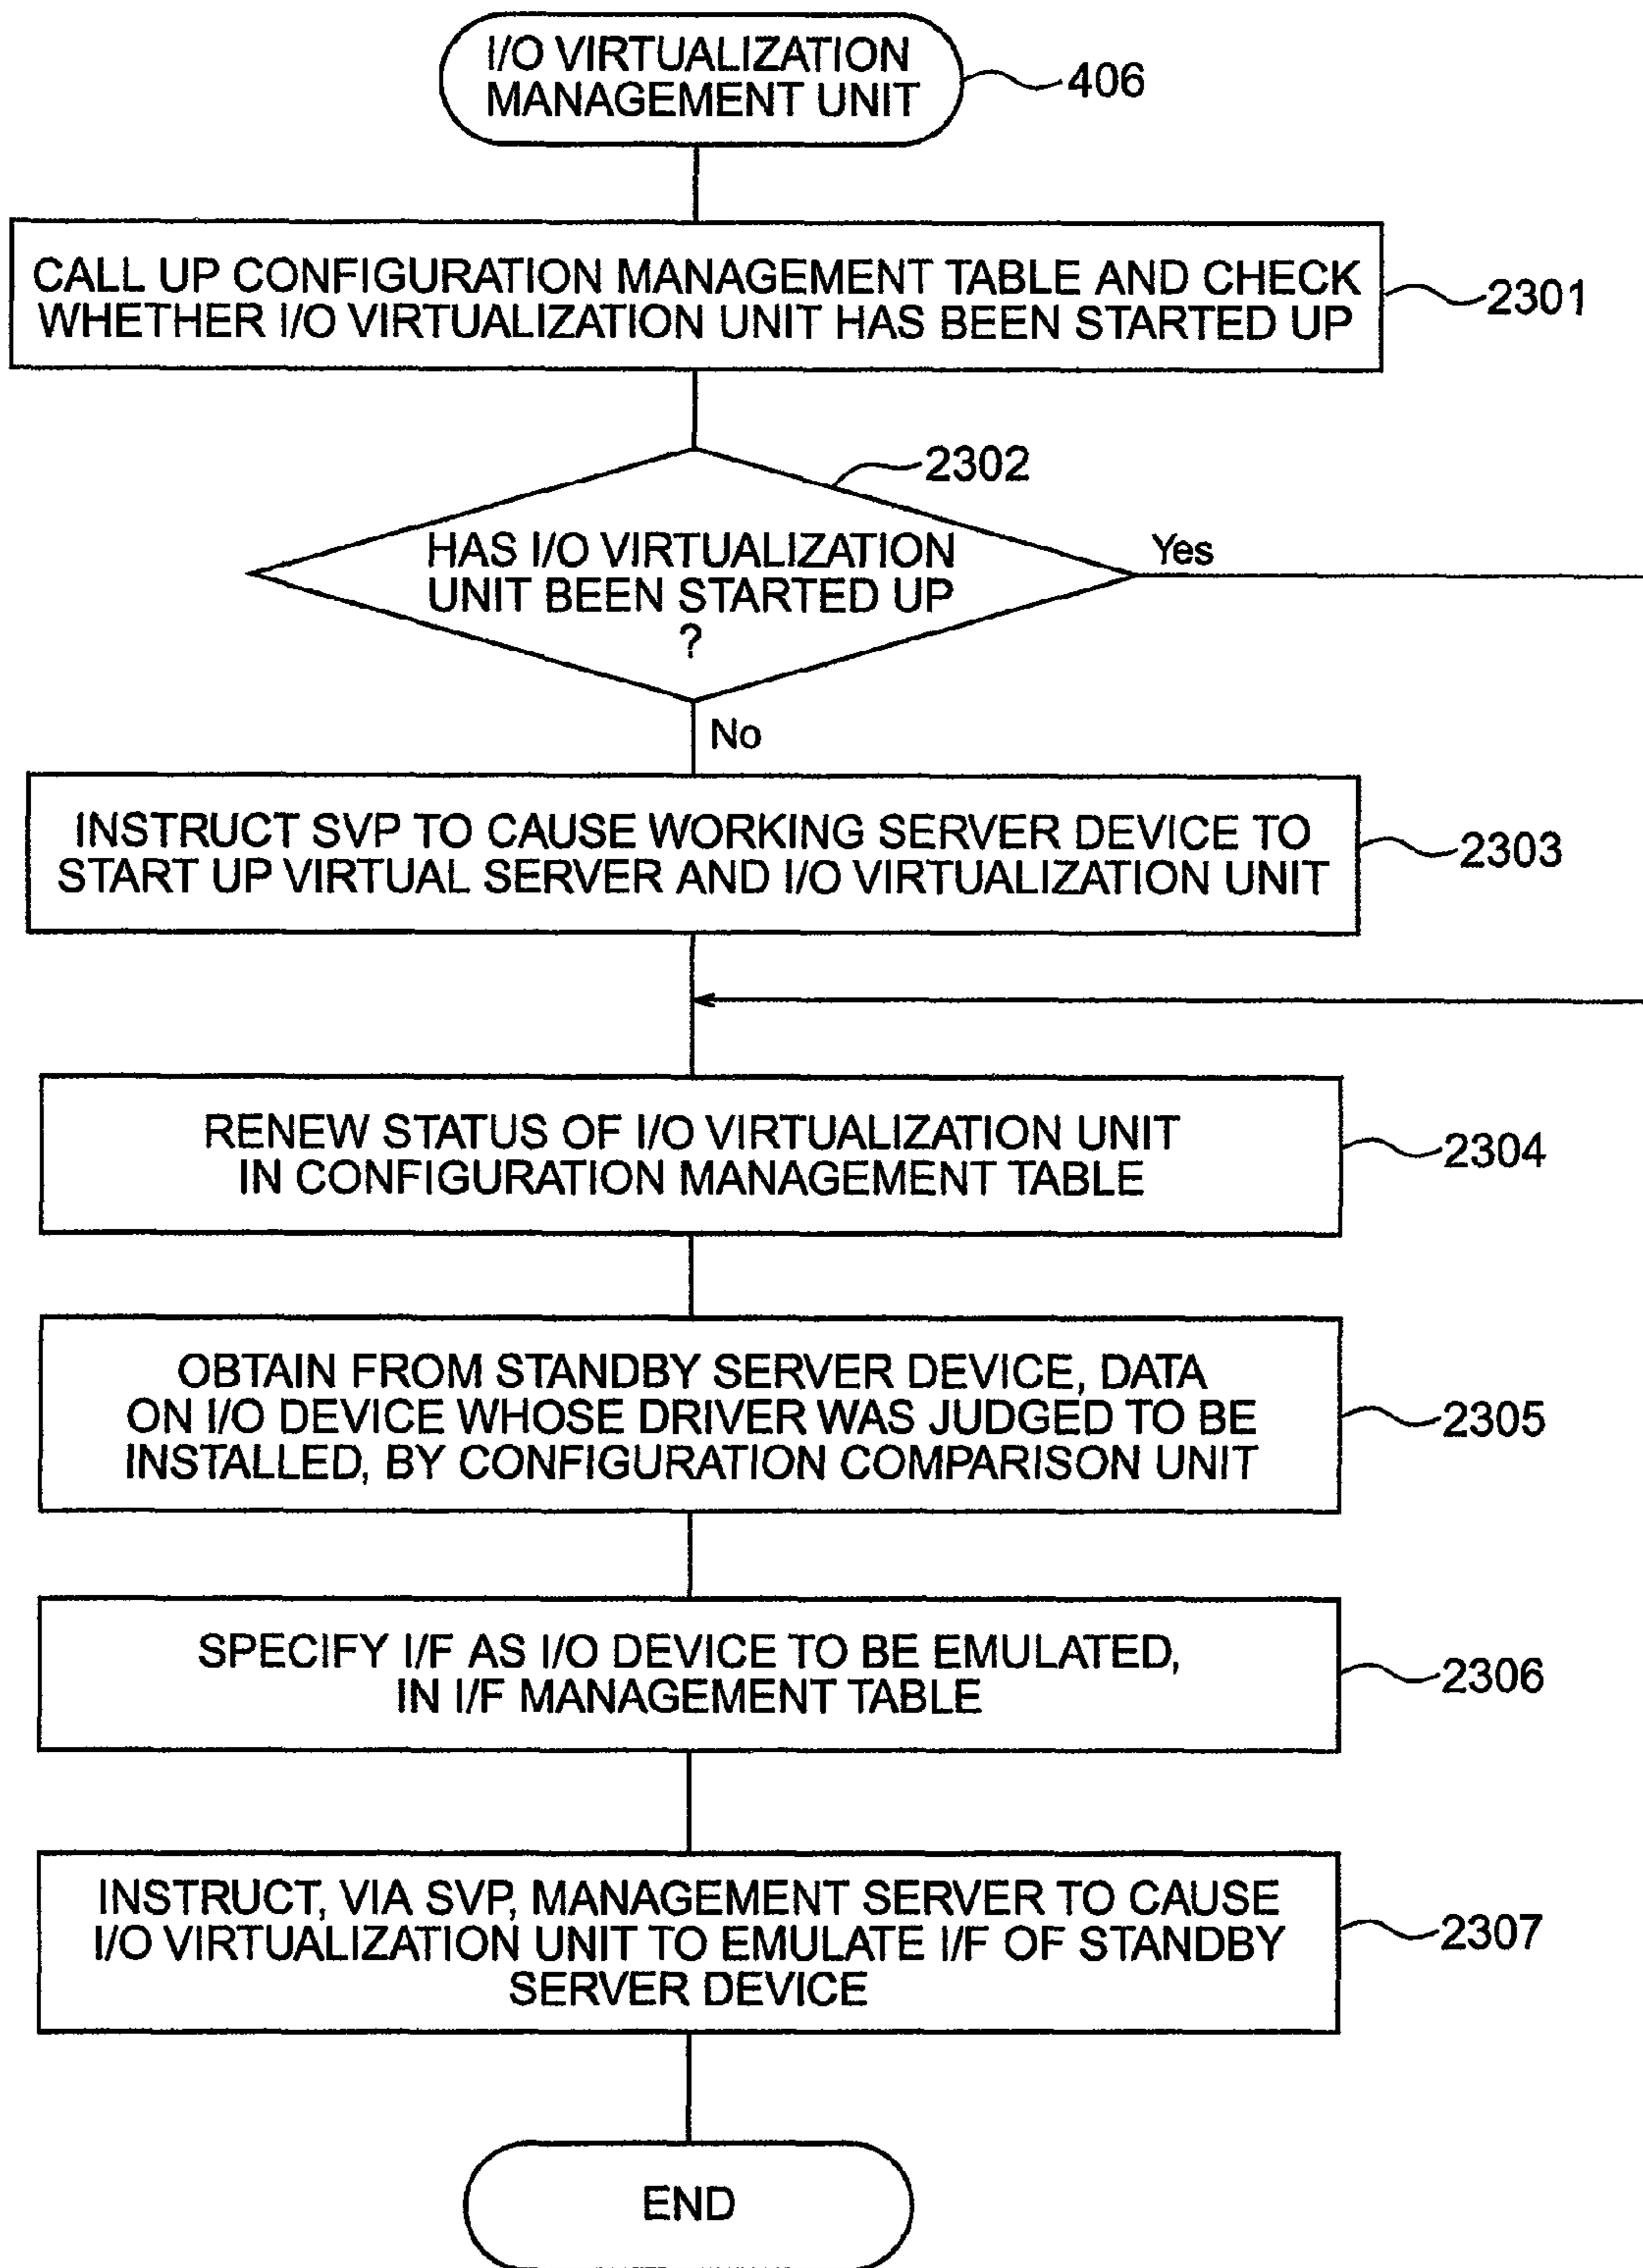 I/O VIRTUALIZATION
MANAGEMENT UNIT
406
CALL UP CONFIGURATION MANAGEMENT TABLE AND CHECK
WHETHER I/O VIRTUALIZATION UNIT HAS BEEN STARTED UP
2301
2302
HAS I/O VIRTUALIZATION
UNIT BEEN STARTED UP
?
Yes
No
INSTRUCT SVP TO CAUSE WORKING SERVER DEVICE TO
START UP VIRTUAL SERVER AND I/O VIRTUALIZATION UNIT
2303
RENEW STATUS OF I/O VIRTUALIZATION UNIT
IN CONFIGURATION MANAGEMENT TABLE
2304
OBTAIN FROM STANDBY SERVER DEVICE, DATA
ON I/O DEVICE WHOSE DRIVER WAS JUDGED TO BE
INSTALLED, BY CONFIGURATION COMPARISON UNIT
2305
SPECIFY I/F AS I/O DEVICE TO BE EMULATED,
IN I/F MANAGEMENT TABLE
2306
INSTRUCT, VIA SVP, MANAGEMENT SERVER TO CAUSE
I/O VIRTUALIZATION UNIT TO EMULATE I/F OF STANDBY
SERVER DEVICE
2307
END